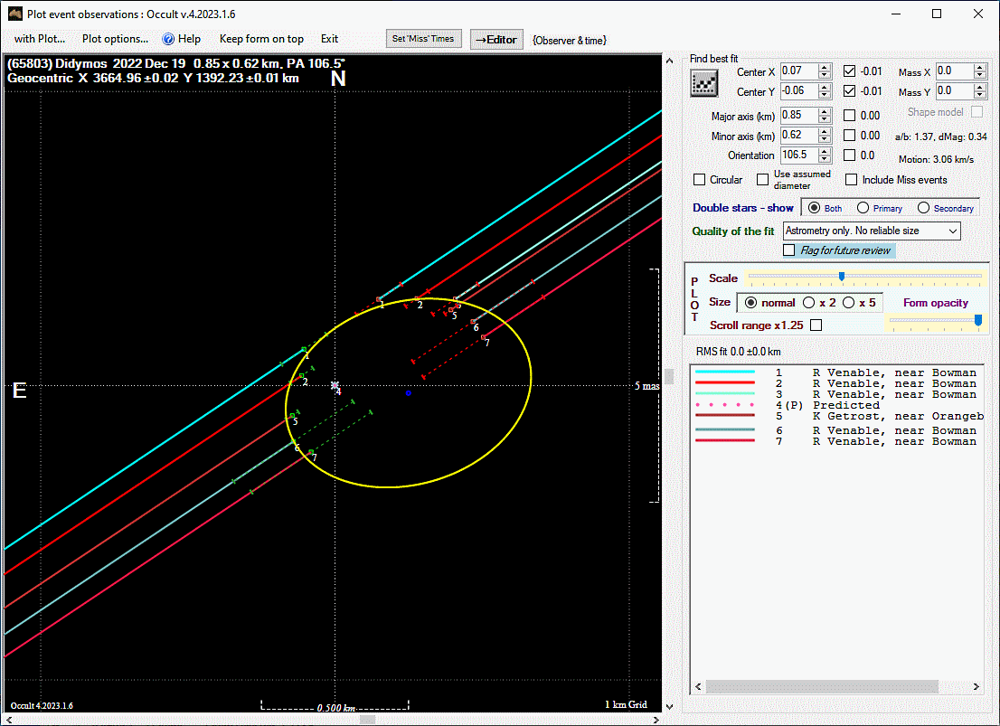 Plot event observations : Occult v.4.2023.1.6
with Plot... Plot options... Help Keep form on top Exit Set 'Miss' Times →Editor {Observer & time}
(65803) Didymos 2022 Dec 19 0.85 x 0.62 km, PA 106.5°
Geocentric X 3664.96 ±0.02 Y 1392.23 ±0.01 km
N
E
1
2
5
6
7
1
2
4
5
6
7
5 mas
Occult 4.2023.1.6
0.500 km
1 km Grid
Find best fit
Center X 0.07 -0.01 Mass X 0.0
Center Y -0.06 -0.01 Mass Y 0.0
Shape model
Major axis (km) 0.85 0.00
Minor axis (km) 0.62 0.00 a/b: 1.37, dMag: 0.34
Orientation 106.5 0.0 Motion: 3.06 km/s
Circular Use assumed diameter Include Miss events
Double stars - show Both Primary Secondary
Quality of the fit Astrometry only. No reliable size
Flag for future review
PLOT
Scale
Size normal x 2 x 5 Form opacity
Scroll range x1.25
RMS fit 0.0 ±0.0 km
1 R Venable, near Bowman
2 R Venable, near Bowman
3 R Venable, near Bowman
4(P) Predicted
5 K Getrost, near Orangeb
6 R Venable, near Bowman
7 R Venable, near Bowman